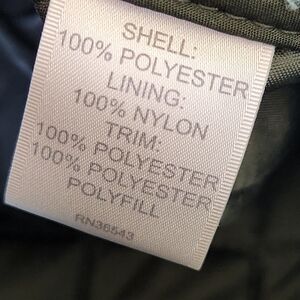 SHELL:
100% POLYESTER
LINING:
100% NYLON
TRIM:
100% POLYESTER
100% POLYESTER
POLYFILL
RN36543